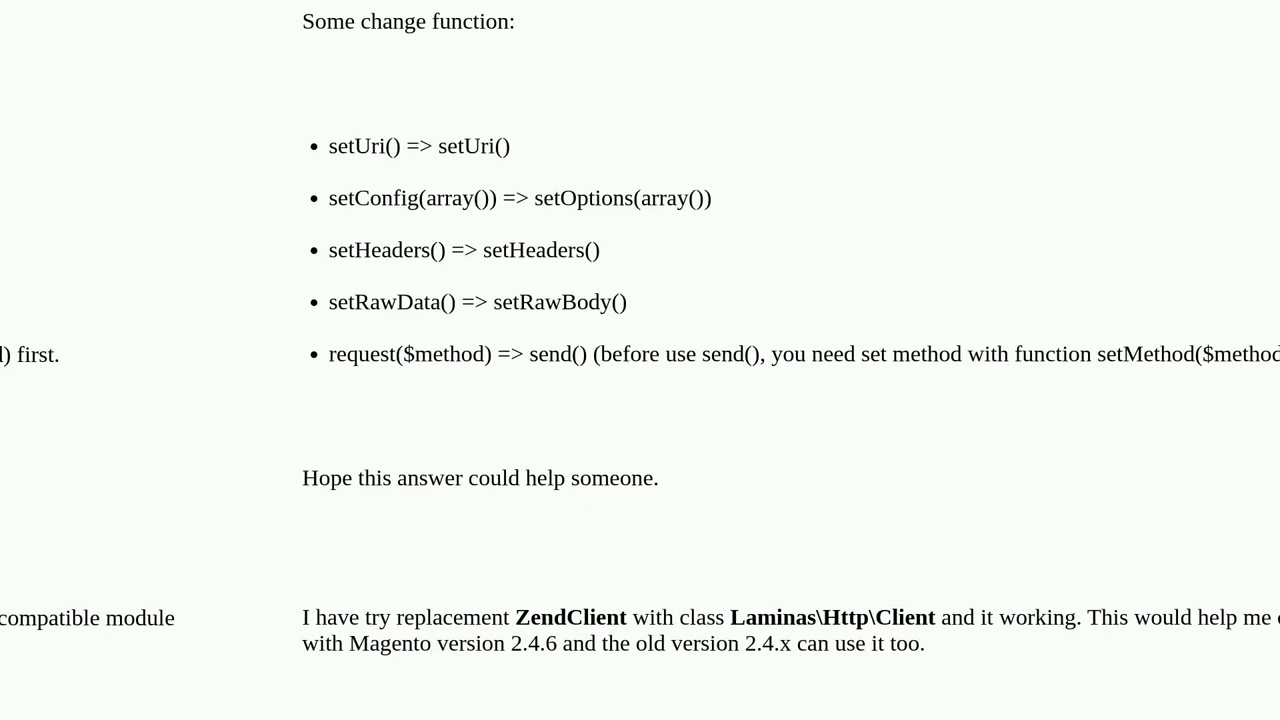 Some change function:
• setUri() => setUri()
• setConfig(array()) => setOptions(array())
• setHeaders() => setHeaders()
• setRawData() => setRawBody()
) first.
• request($method) => send() (before use send(), you need set method with function setMethod($method
Hope this answer could help someone.
compatible module
I have try replacement ZendClient with class Laminas\Http\Client and it working. This would help me
with Magento version 2.4.6 and the old version 2.4.x can use it too.